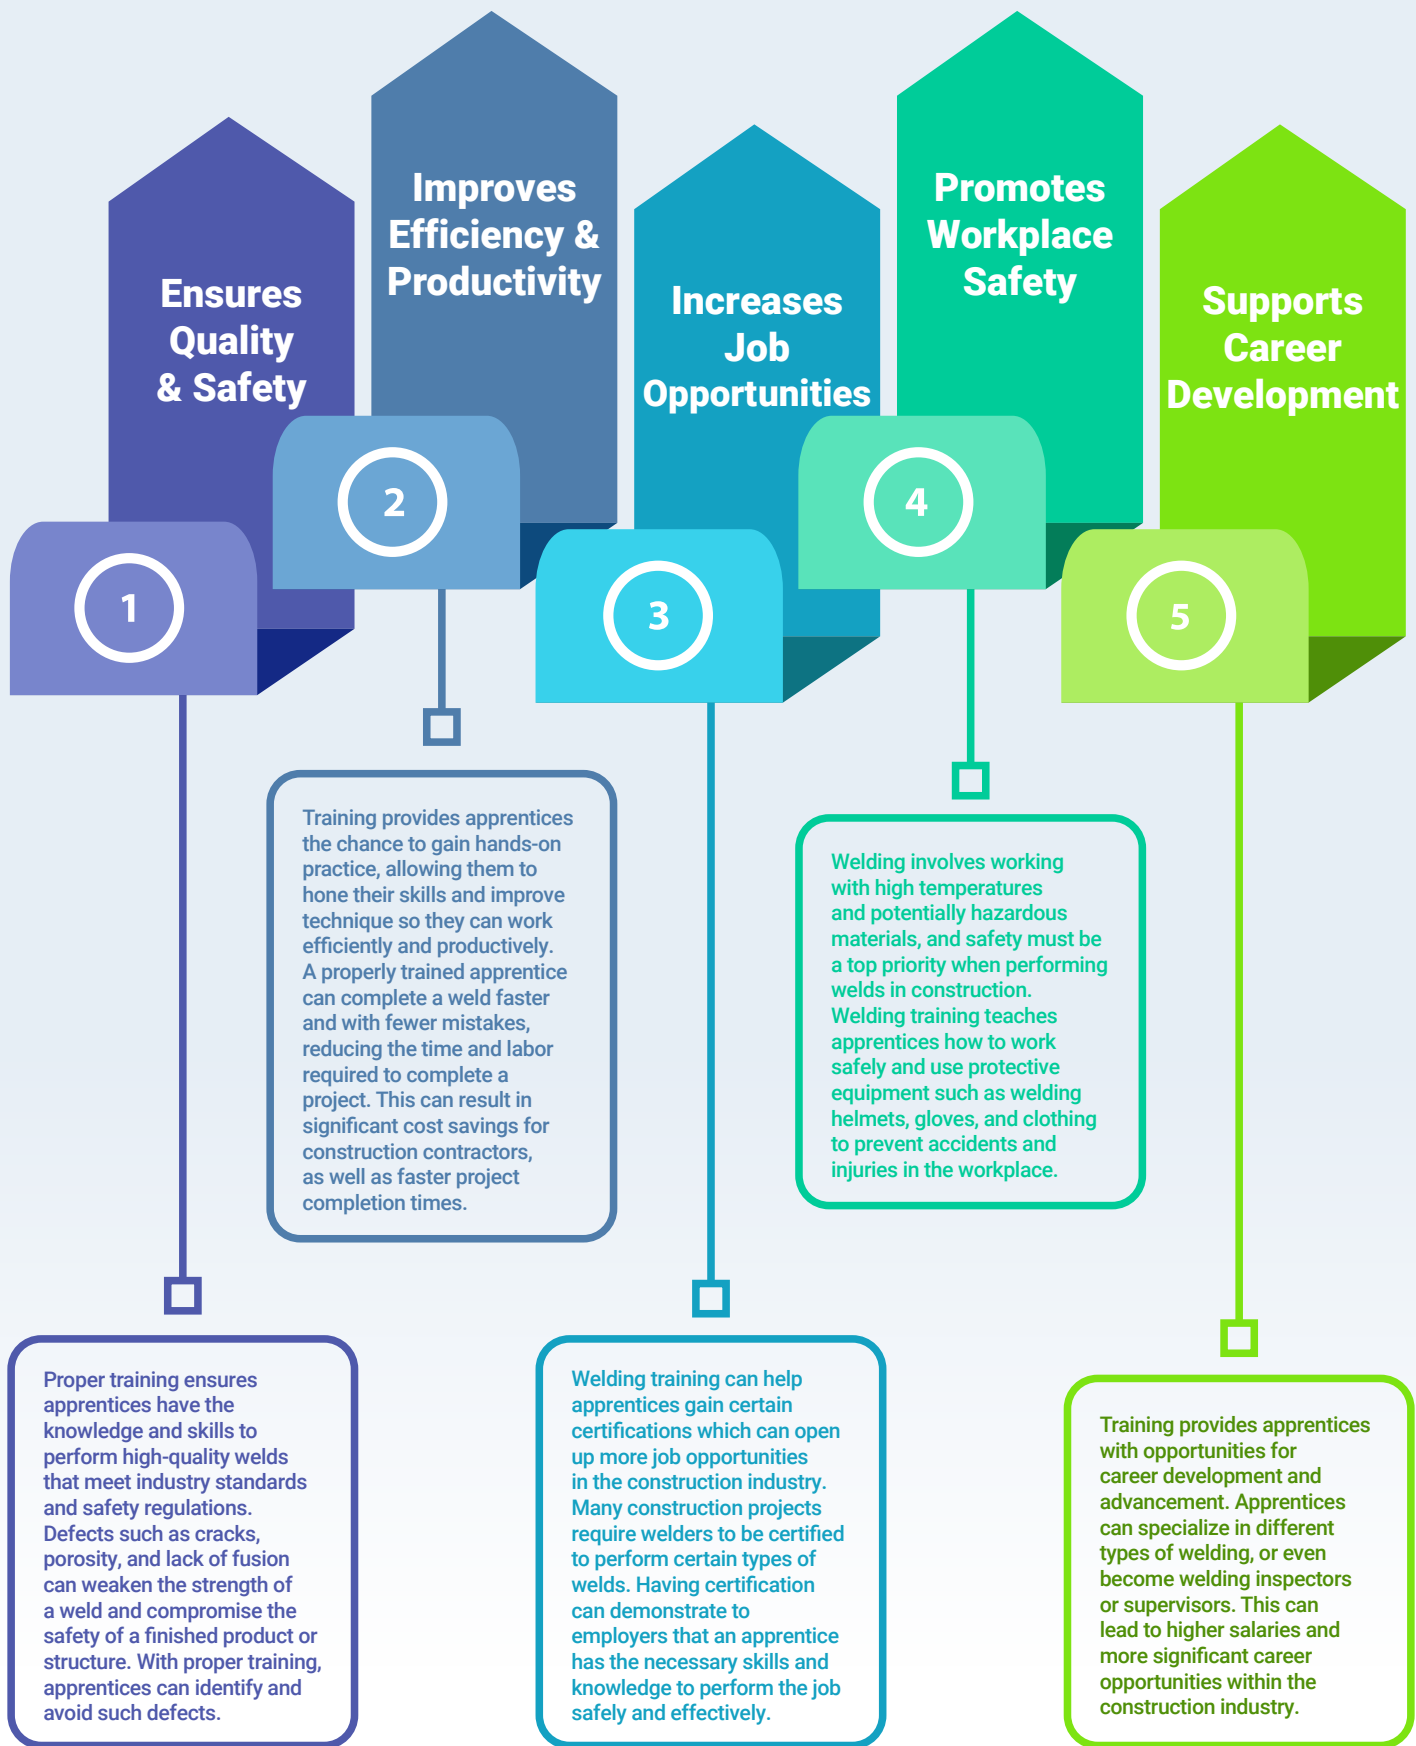 Ensures
Quality
& Safety
1
Proper training ensures
apprentices have the
knowledge and skills to
perform high-quality welds
that meet industry standards
and safety regulations.
Defects such as cracks,
porosity, and lack of fusion
can weaken the strength of
a weld and compromise the
safety of a finished product or
structure. With proper training,
apprentices can identify and
avoid such defects.
Improves
Efficiency &
Productivity
2
Training provides apprentices
the chance to gain hands-on
practice, allowing them to
hone their skills and improve
technique so they can work
efficiently and productively.
A properly trained apprentice
can complete a weld faster
and with fewer mistakes,
reducing the time and labor
required to complete a
project. This can result in
significant cost savings for
construction contractors,
as well as faster project
completion times.
Increases
Job
Opportunities
3
Welding training can help
apprentices gain certain
certifications which can open
up more job opportunities
in the construction industry.
Many construction projects
require welders to be certified
to perform certain types of
welds. Having certification
can demonstrate to
employers that an apprentice
has the necessary skills and
knowledge to perform the job
safely and effectively.
Promotes
Workplace
Safety
4
Welding involves working
with high temperatures
and potentially hazardous
materials, and safety must be
a top priority when performing
welds in construction.
Welding training teaches
apprentices how to work
safely and use protective
equipment such as welding
helmets, gloves, and clothing
to prevent accidents and
injuries in the workplace.
Supports
Career
Development
5
Training provides apprentices
with opportunities for
career development and
advancement. Apprentices
can specialize in different
types of welding, or even
become welding inspectors
or supervisors. This can
lead to higher salaries and
more significant career
opportunities within the
construction industry.